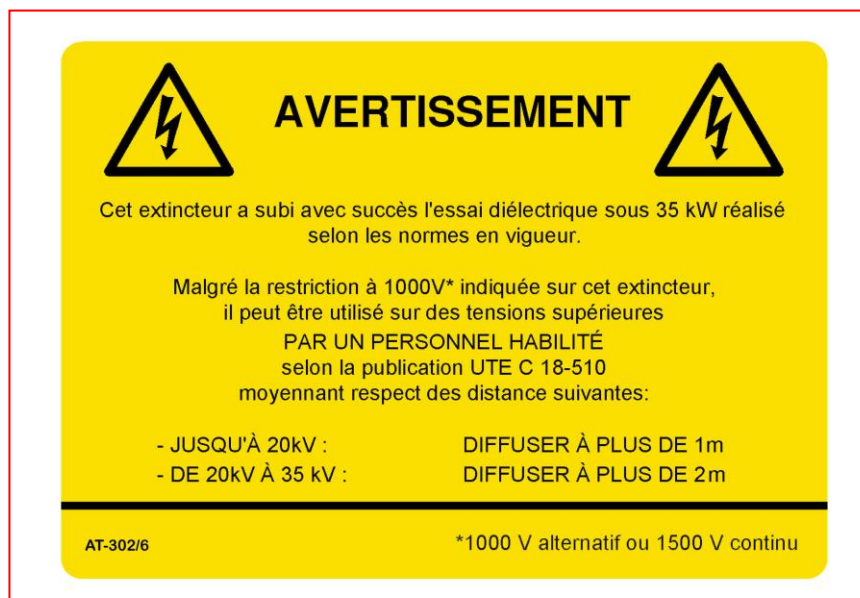 AVERTISSEMENT
Cet extincteur a subi avec succès l'essai diélectrique sous 35 kW réalisé
selon les normes en vigueur.
Malgré la restriction à 1000V* indiquée sur cet extincteur,
il peut être utilisé sur des tensions supérieures
PAR UN PERSONNEL HABILITÉ
selon la publication UTE C 18-510
moyennant respect des distance suivantes:
- JUSQU'À 20kV : DIFFUSER À PLUS DE 1m
- DE 20kV À 35 kV : DIFFUSER À PLUS DE 2m
AT-302/6 *1000 V alternatif ou 1500 V continu